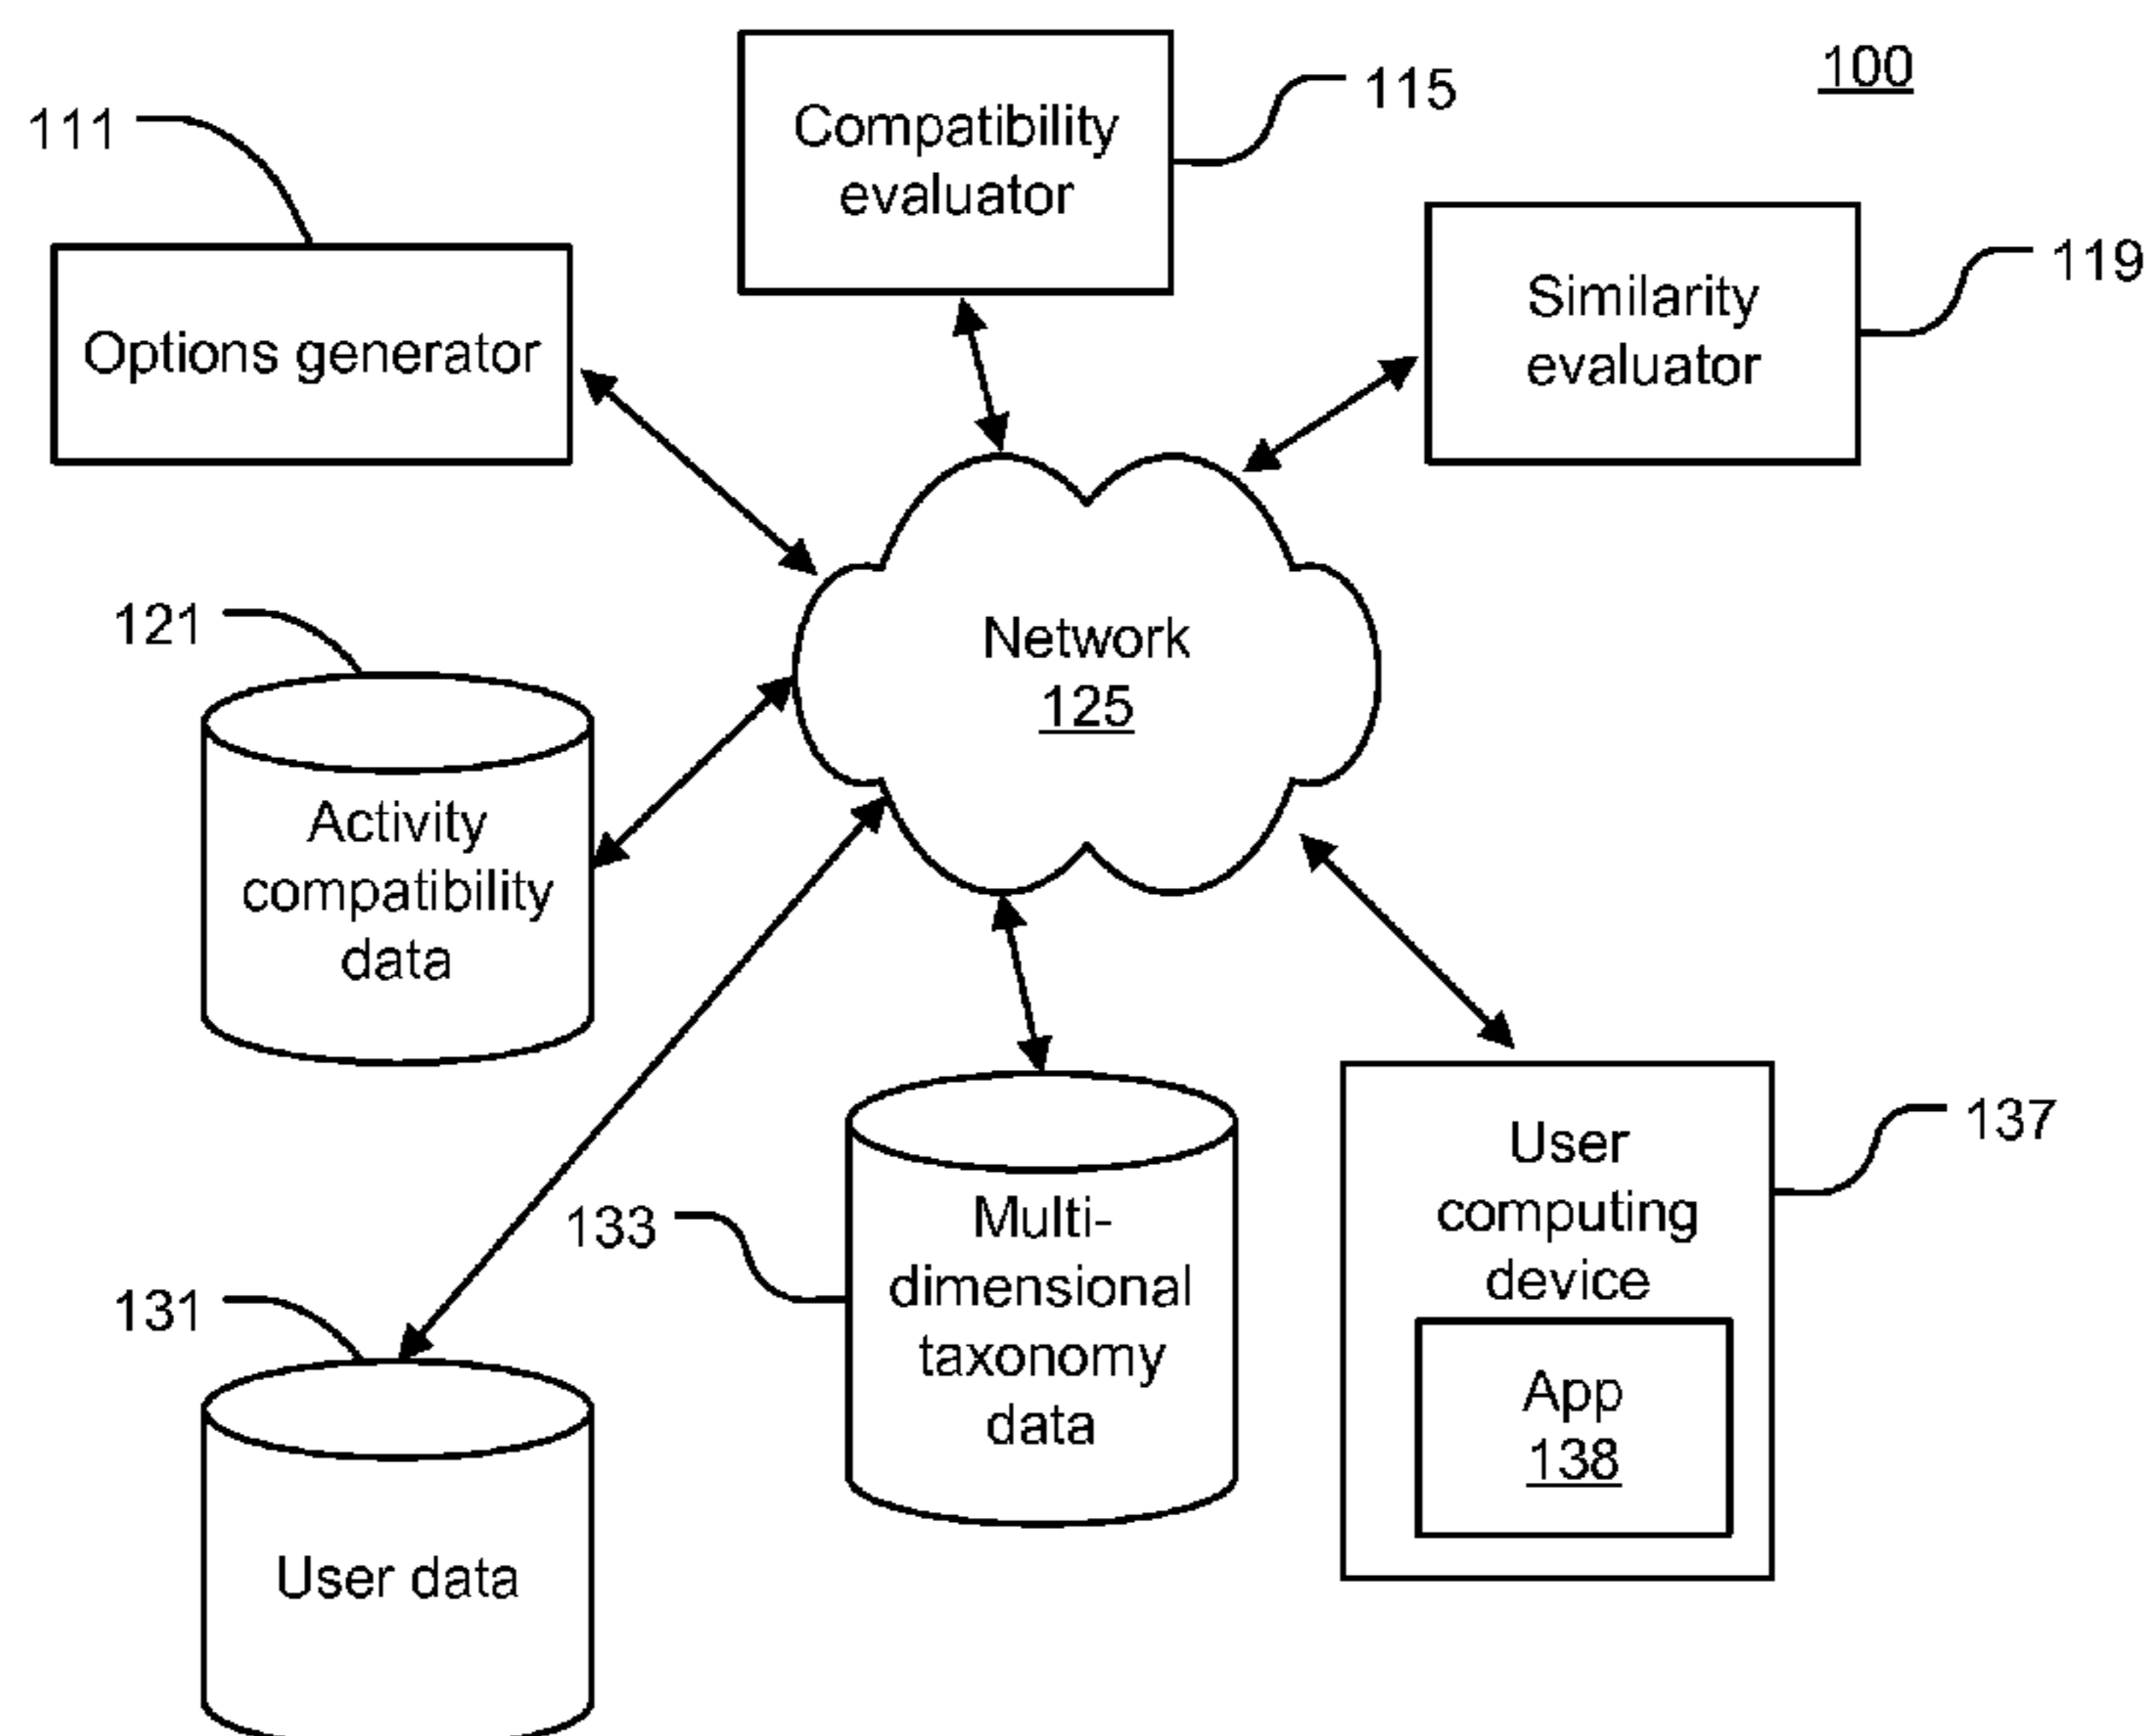 100
111
Compatibility
evaluator
115
Options generator
Similarity
evaluator
119
Network
125
121
Activity
compatibility
data
131
User data
133
Multi-
dimensional
taxonomy
data
User
computing
device
137
App
138